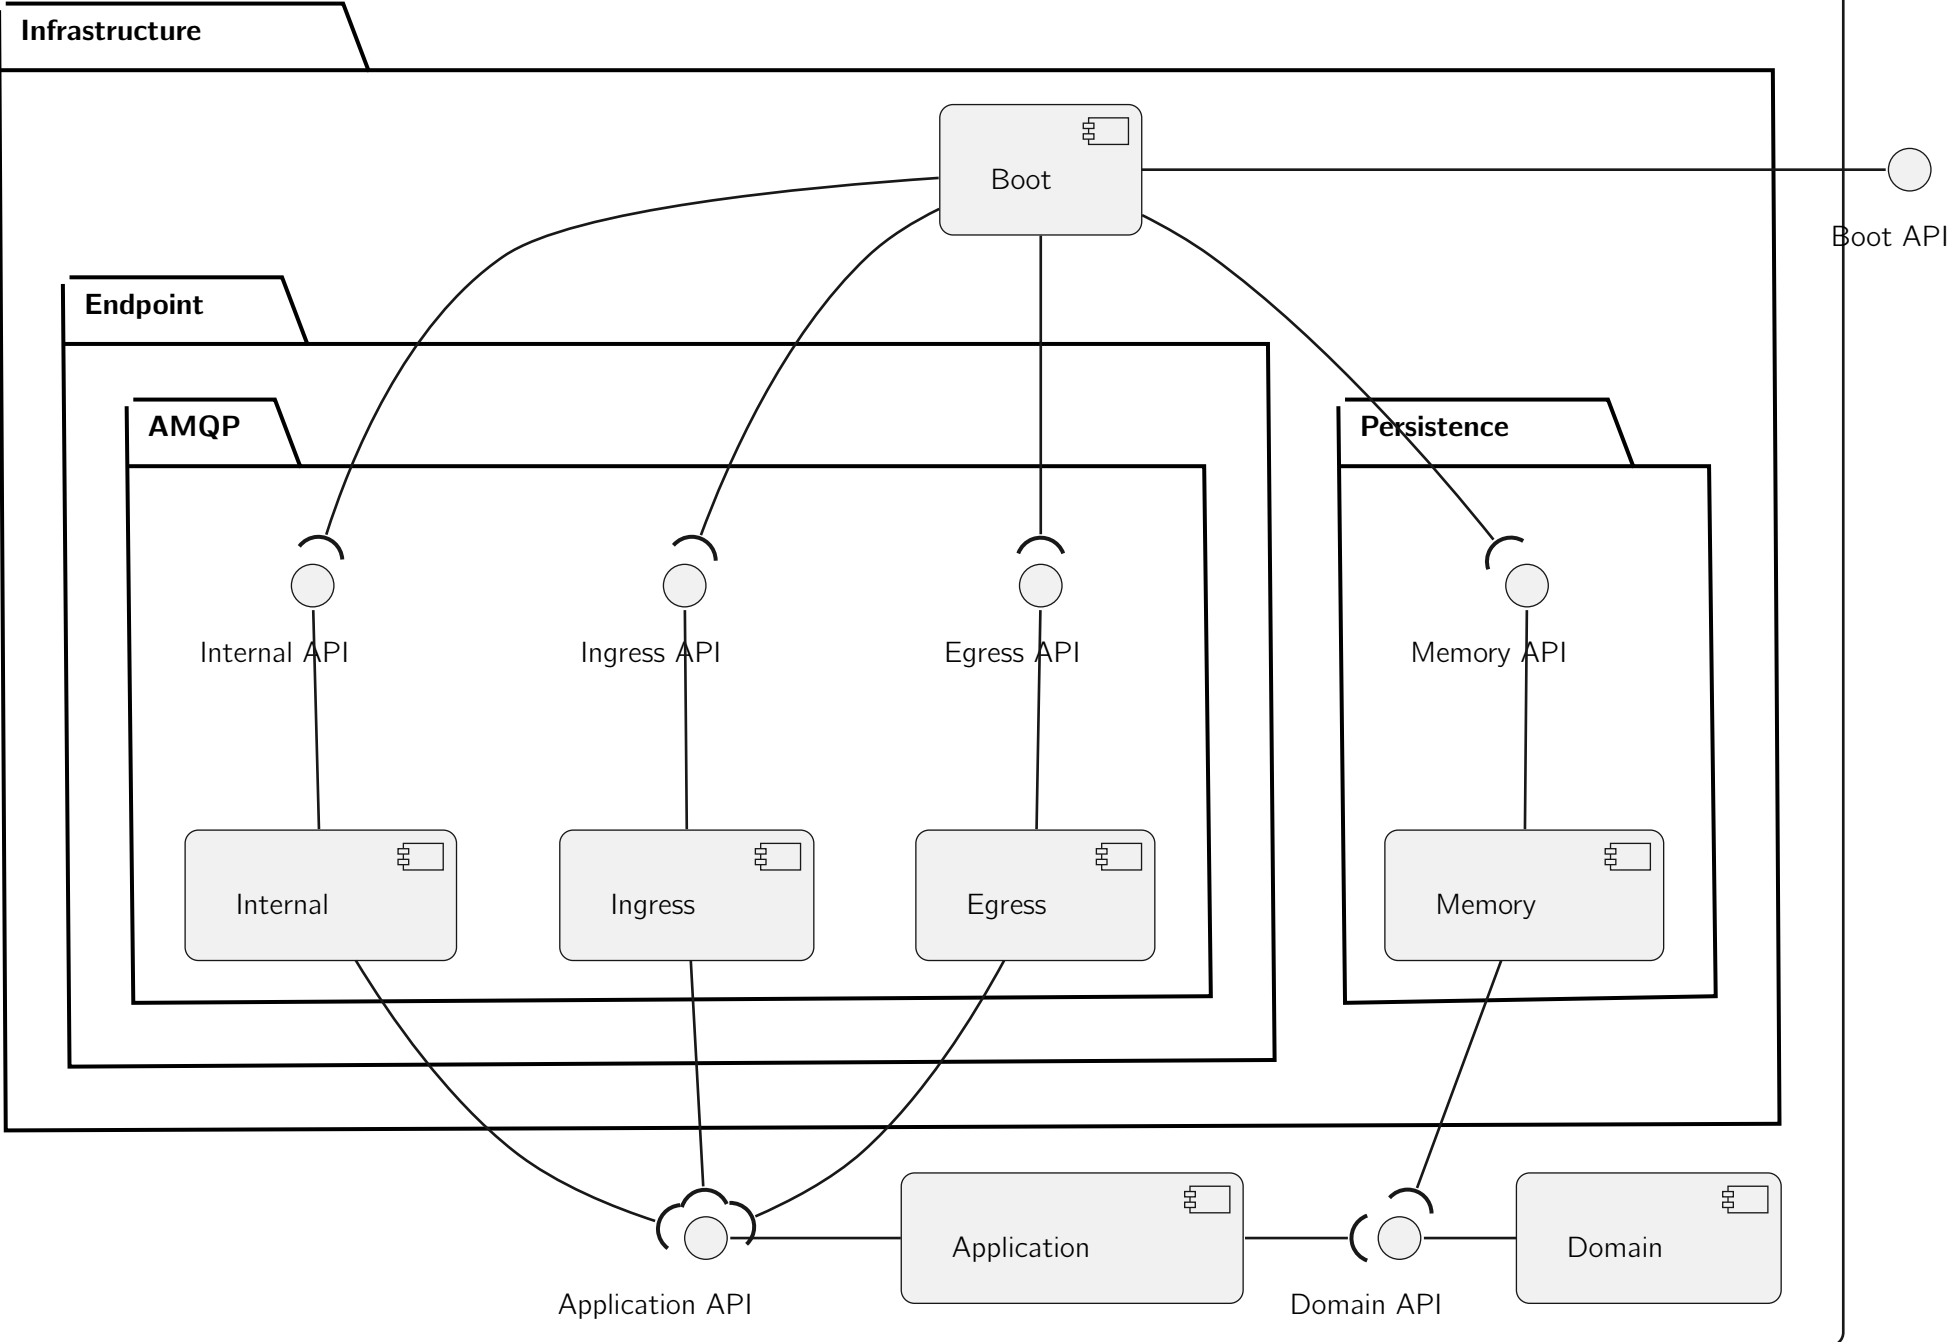 Infrastructure
Boot
Boot API
Endpoint
AMQP
Persistence
Internal API
Ingress API
Egress API
Memory API
Internal
Ingress
Egress
Memory
Application
Domain
Application API
Domain API